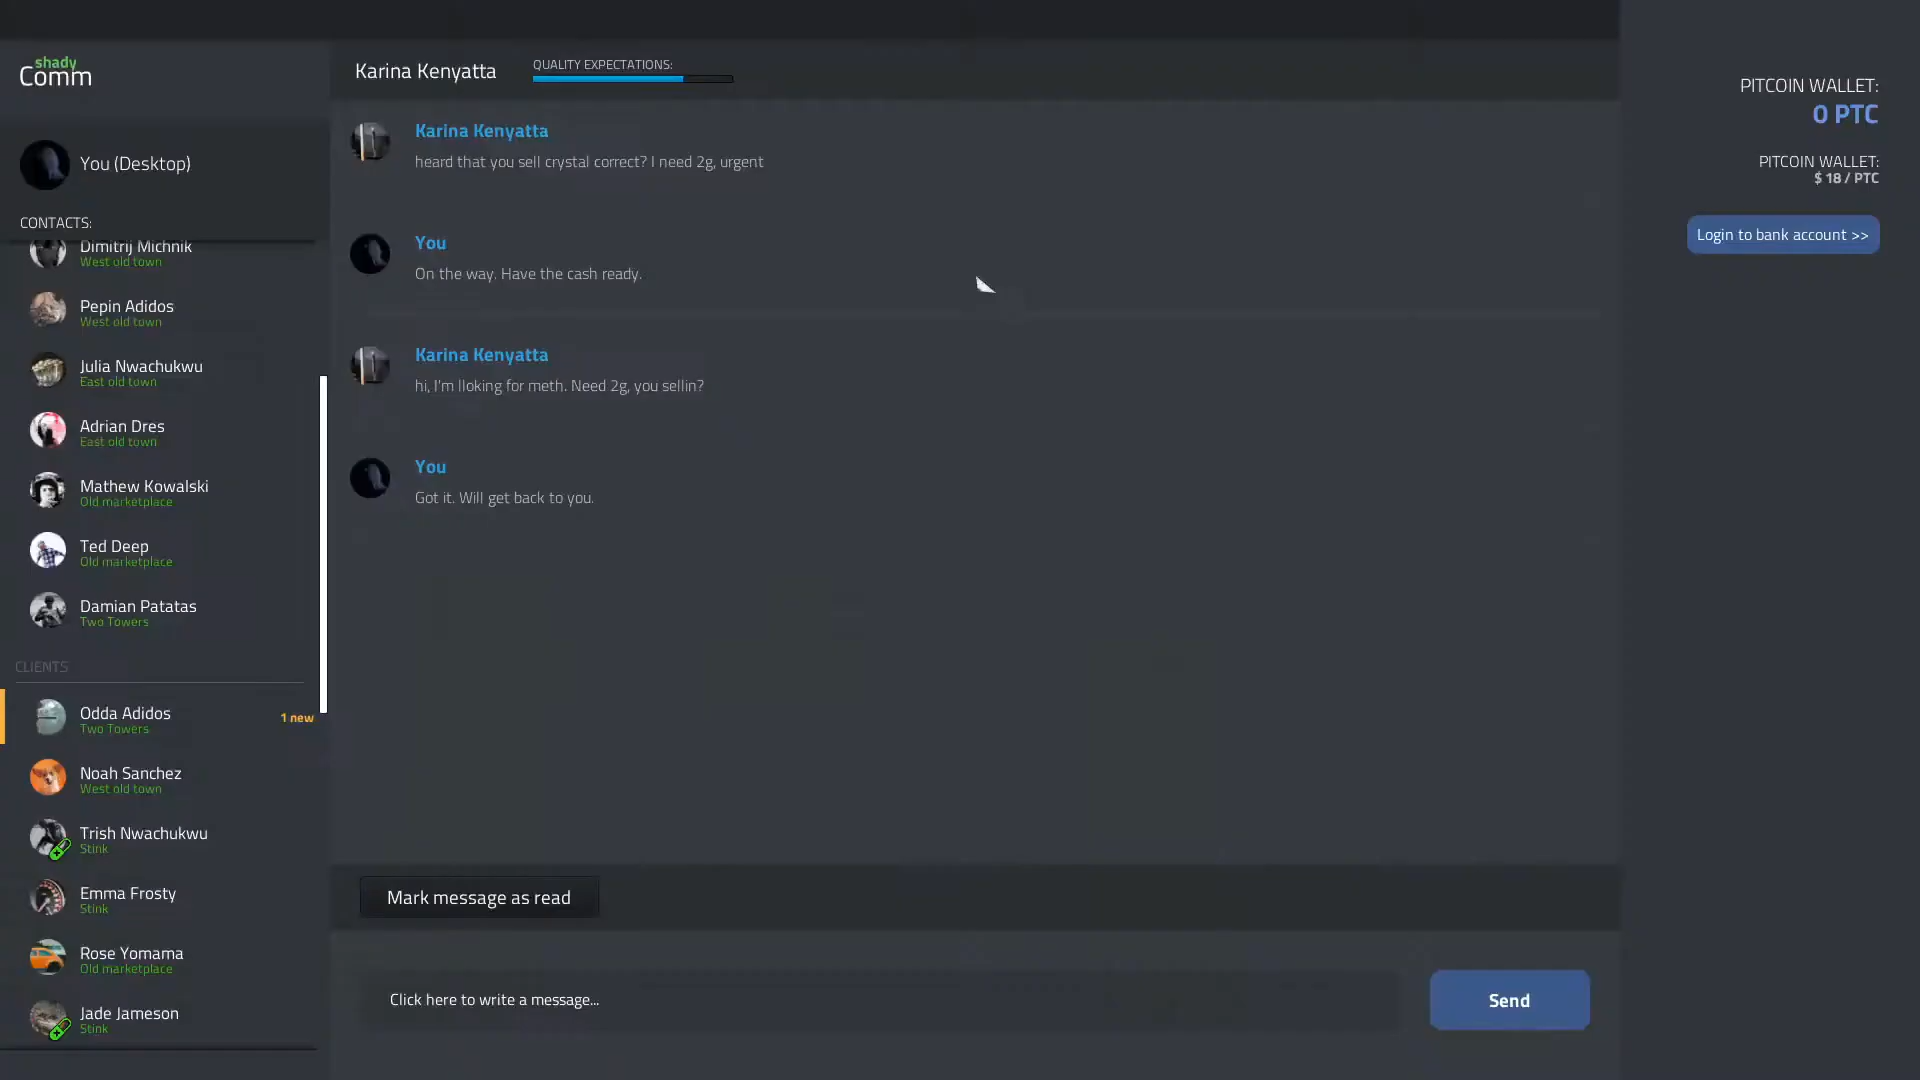 shady
Comm
You (Desktop)
CONTACTS:
Dimitrij Michnik
West old town
Pepin Adidos
West old town
Julia Nwachukwu
East old town
Adrian Dres
East old town
Mathew Kowalski
Old marketplace
Ted Deep
Old marketplace
Damian Patatas
Two Towers
CLIENTS
Odda Adidos
1 new
Two Towers
Noah Sanchez
West old town
Trish Nwachukwu
Stink
Emma Frosty
Stink
Rose Yomama
Old marketplace
Jade Jameson
Stink
Karina Kenyatta
QUALITY EXPECTATIONS:
Karina Kenyatta
heard that you sell crystal correct? I need 2g, urgent
You
On the way. Have the cash ready.
Karina Kenyatta
hi, I'm lloking for meth. Need 2g, you sellin?
You
Got it. Will get back to you.
Mark message as read
Click here to write a message...
Send
PITCOIN WALLET:
0 PTC
PITCOIN WALLET:
$ 18 / PTC
Login to bank account >>